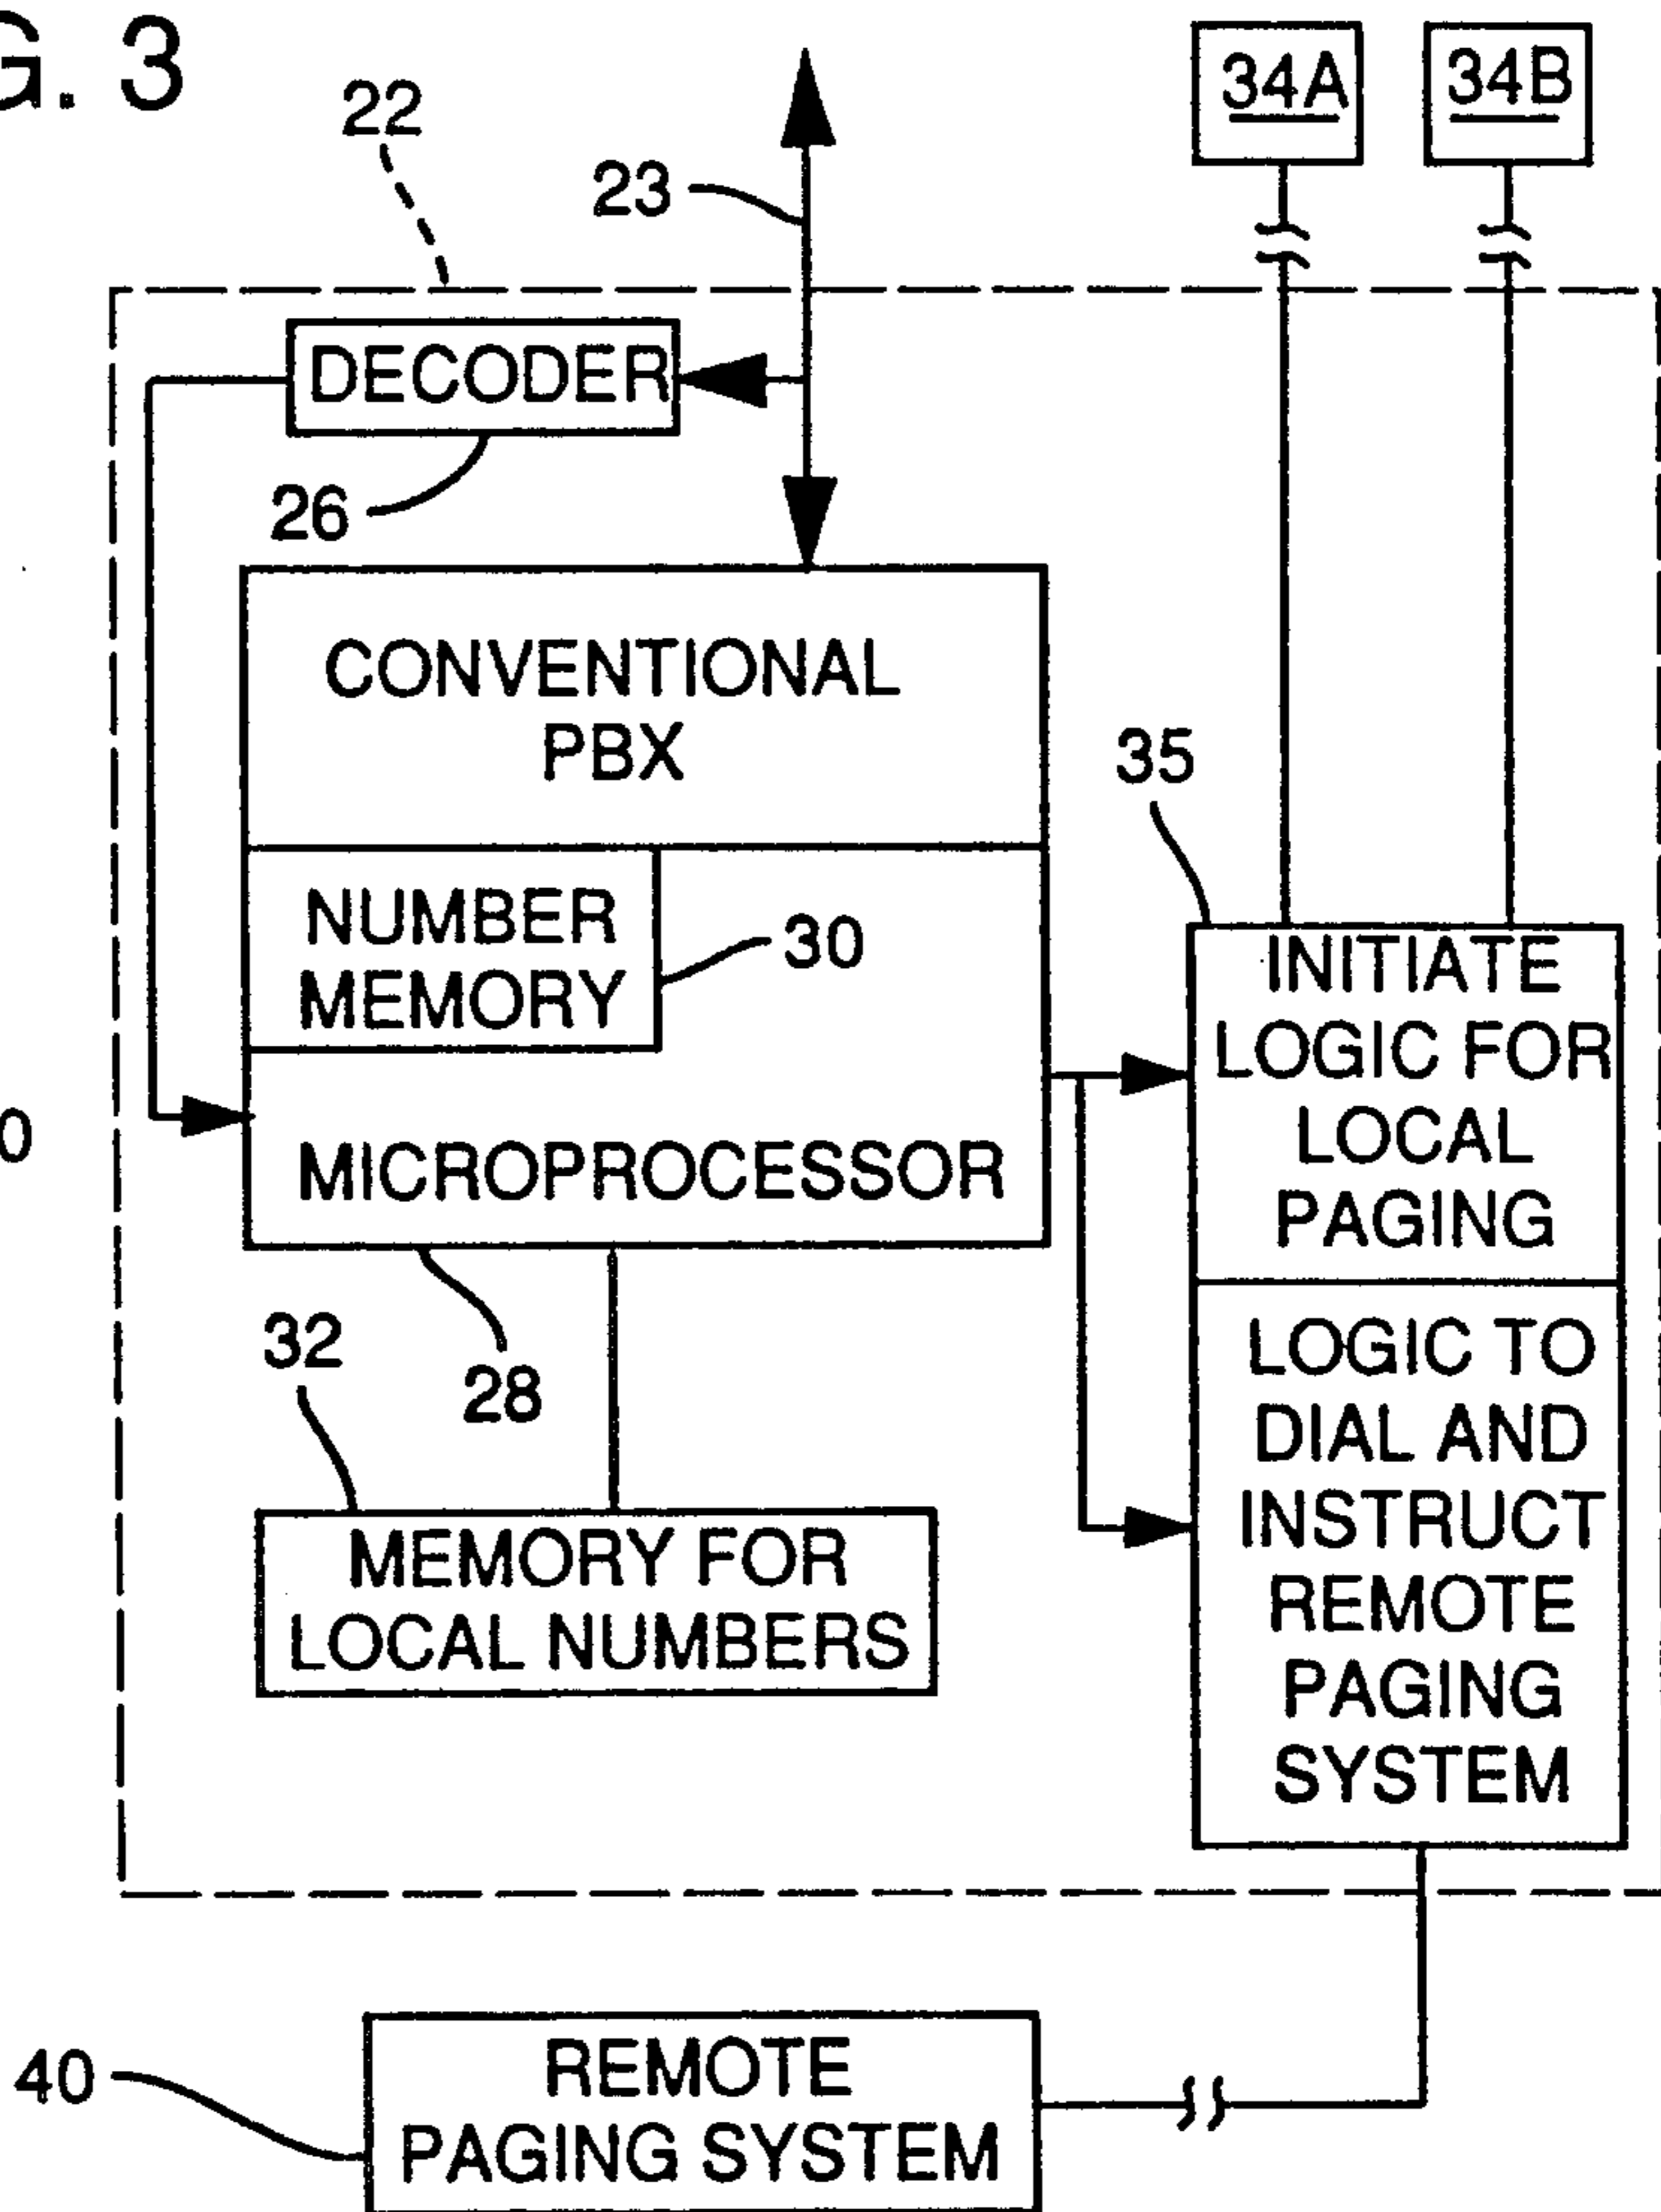 G. 3
22
23
34A
34B
DECODER
26
CONVENTIONAL
PBX
35
NUMBER
MEMORY
30
INITIATE
LOGIC FOR
LOCAL
PAGING
0
MICROPROCESSOR
32
28
LOGIC TO
DIAL AND
INSTRUCT
REMOTE
PAGING
SYSTEM
MEMORY FOR
LOCAL NUMBERS
40
REMOTE
PAGING SYSTEM